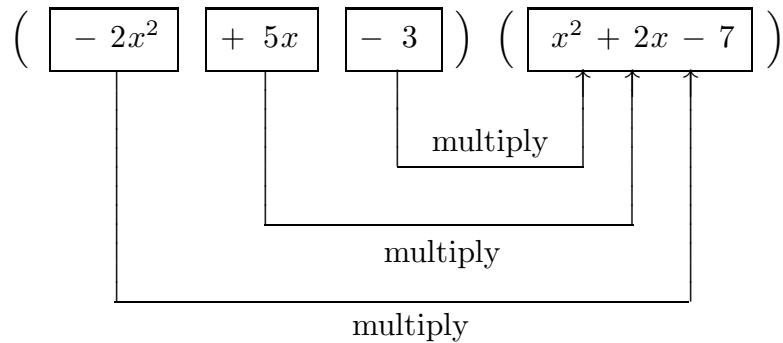 ( − 2x² + 5x − 3 ) ( x² + 2x − 7 )
multiply
multiply
multiply